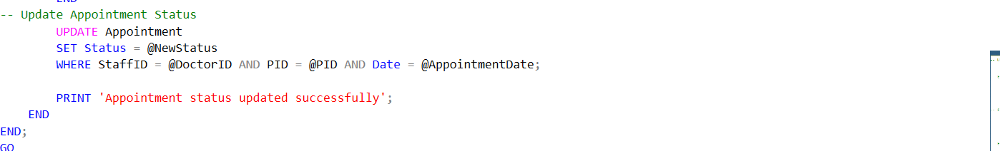 END
-- Update Appointment Status
UPDATE Appointment
SET Status = @NewStatus
WHERE StaffID = @DoctorID AND PID = @PID AND Date = @AppointmentDate;
PRINT 'Appointment status updated successfully';
END
END;
GO